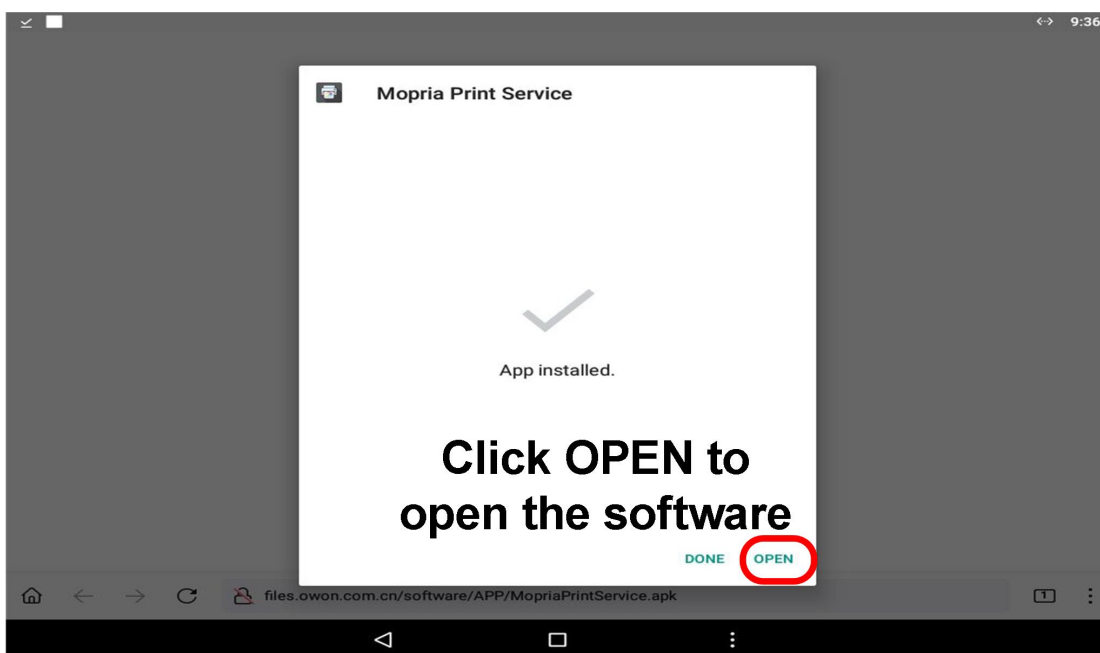 9:36
Mopria Print Service
App installed.
Click OPEN to
open the software
DONE OPEN
files.owon.com.cn/software/APP/MopriaPrintService.apk
1